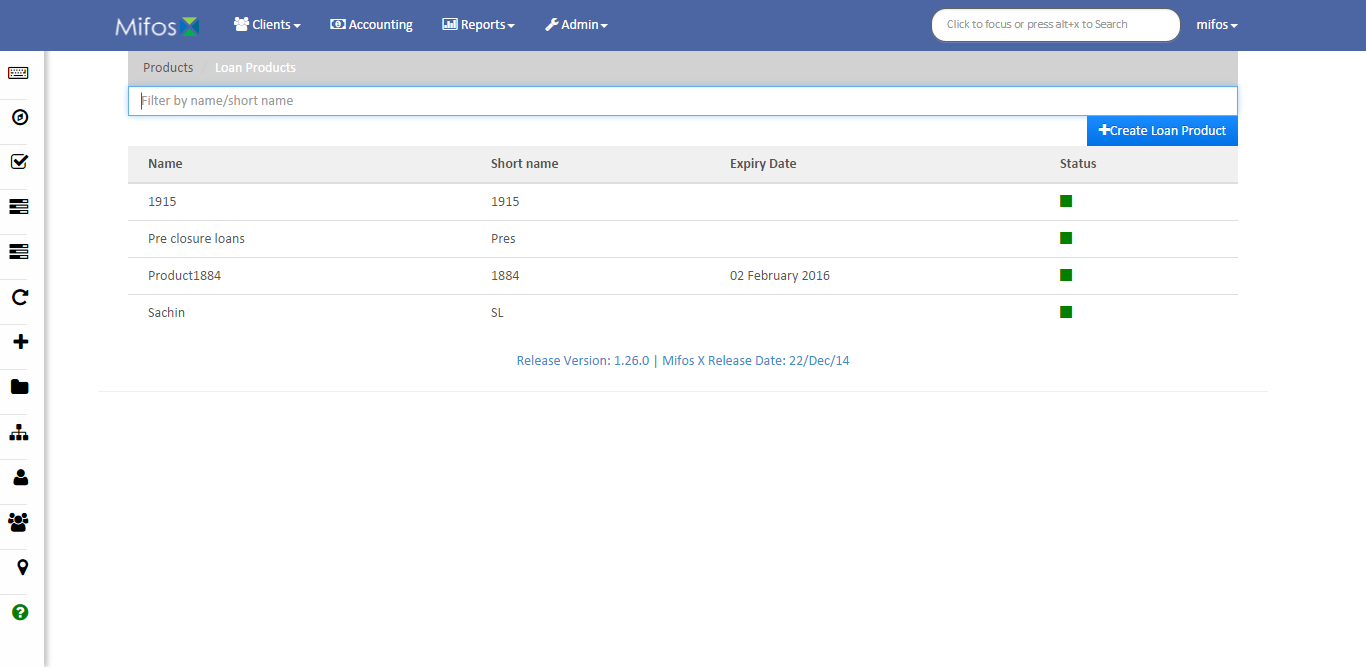 Mifos Clients Accounting Reports Admin Click to focus or press alt+x to Search mifos
Products / Loan Products
Filter by name/short name
Create Loan Product
Name Short name Expiry Date Status
1915 1915
Pre closure loans Pres
Product1884 1884 02 February 2016
Sachin SL
Release Version: 1.26.0 | Mifos X Release Date: 22/Dec/14